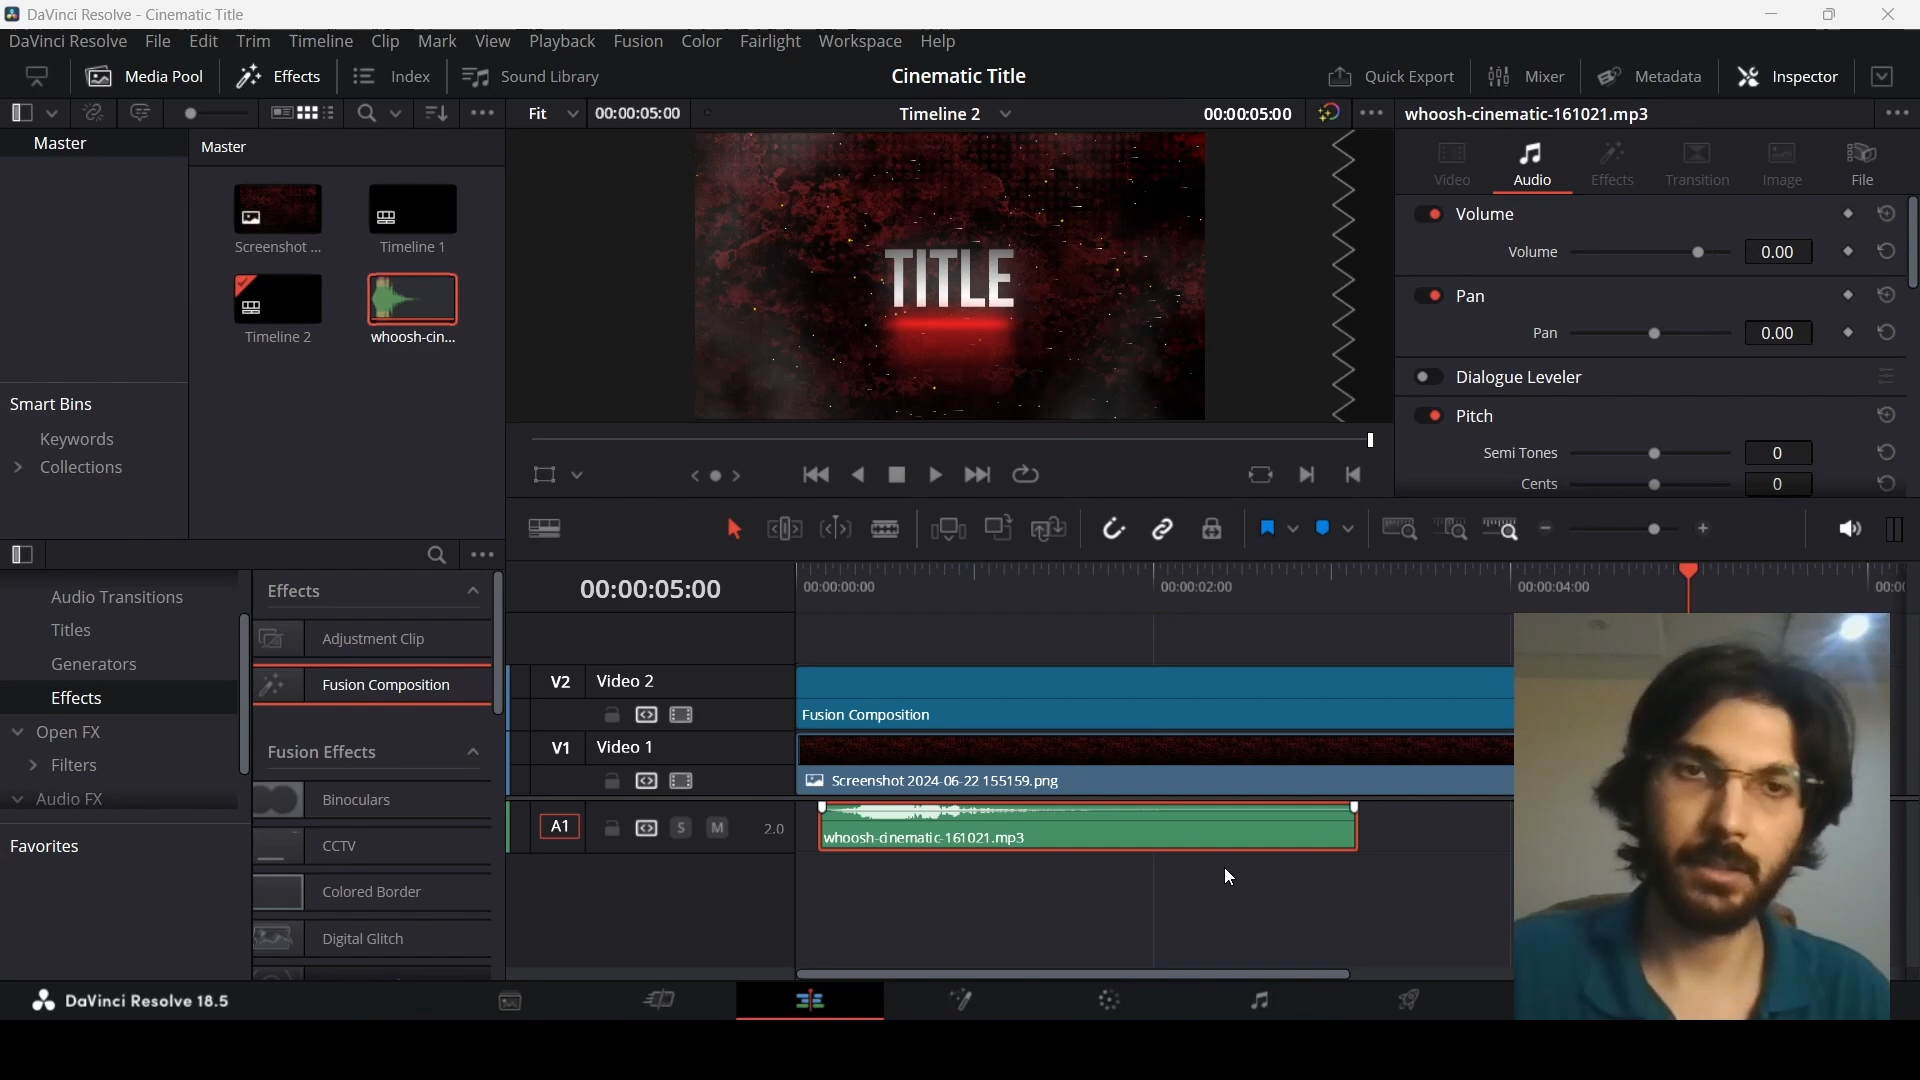 DaVinci Resolve - Cinematic Title
DaVinci Resolve File Edit Trim Timeline Clip Mark View Playback Fusion Color Fairlight Workspace Help
Media Pool Effects Index Sound Library Cinematic Title Quick Export Mixer Metadata Inspector
Fit 00:00:05:00 Timeline 2 00:00:05:00 whoosh-cinematic-161021.mp3
Master Master
Screenshot ... Timeline 1
Timeline 2 whoosh-cin...
Smart Bins
Keywords
Collections
TITLE
Video Audio Effects Transition Image File
Volume
Volume 0.00
Pan
Pan 0.00
Dialogue Leveler
Pitch
Semi Tones 0
Cents 0
Audio Transitions
Titles
Generators
Effects
Open FX
Filters
Audio FX
Favorites
Effects
Adjustment Clip
Fusion Composition
Fusion Effects
Binoculars
CCTV
Colored Border
Digital Glitch
00:00:05:00 00:00:00:00 00:00:02:00 00:00:04:00
V2 Video 2
Fusion Composition
V1 Video 1
Screenshot 2024-06-22 155159.png
A1 S M 2.0
whoosh-cinematic-161021.mp3
DaVinci Resolve 18.5